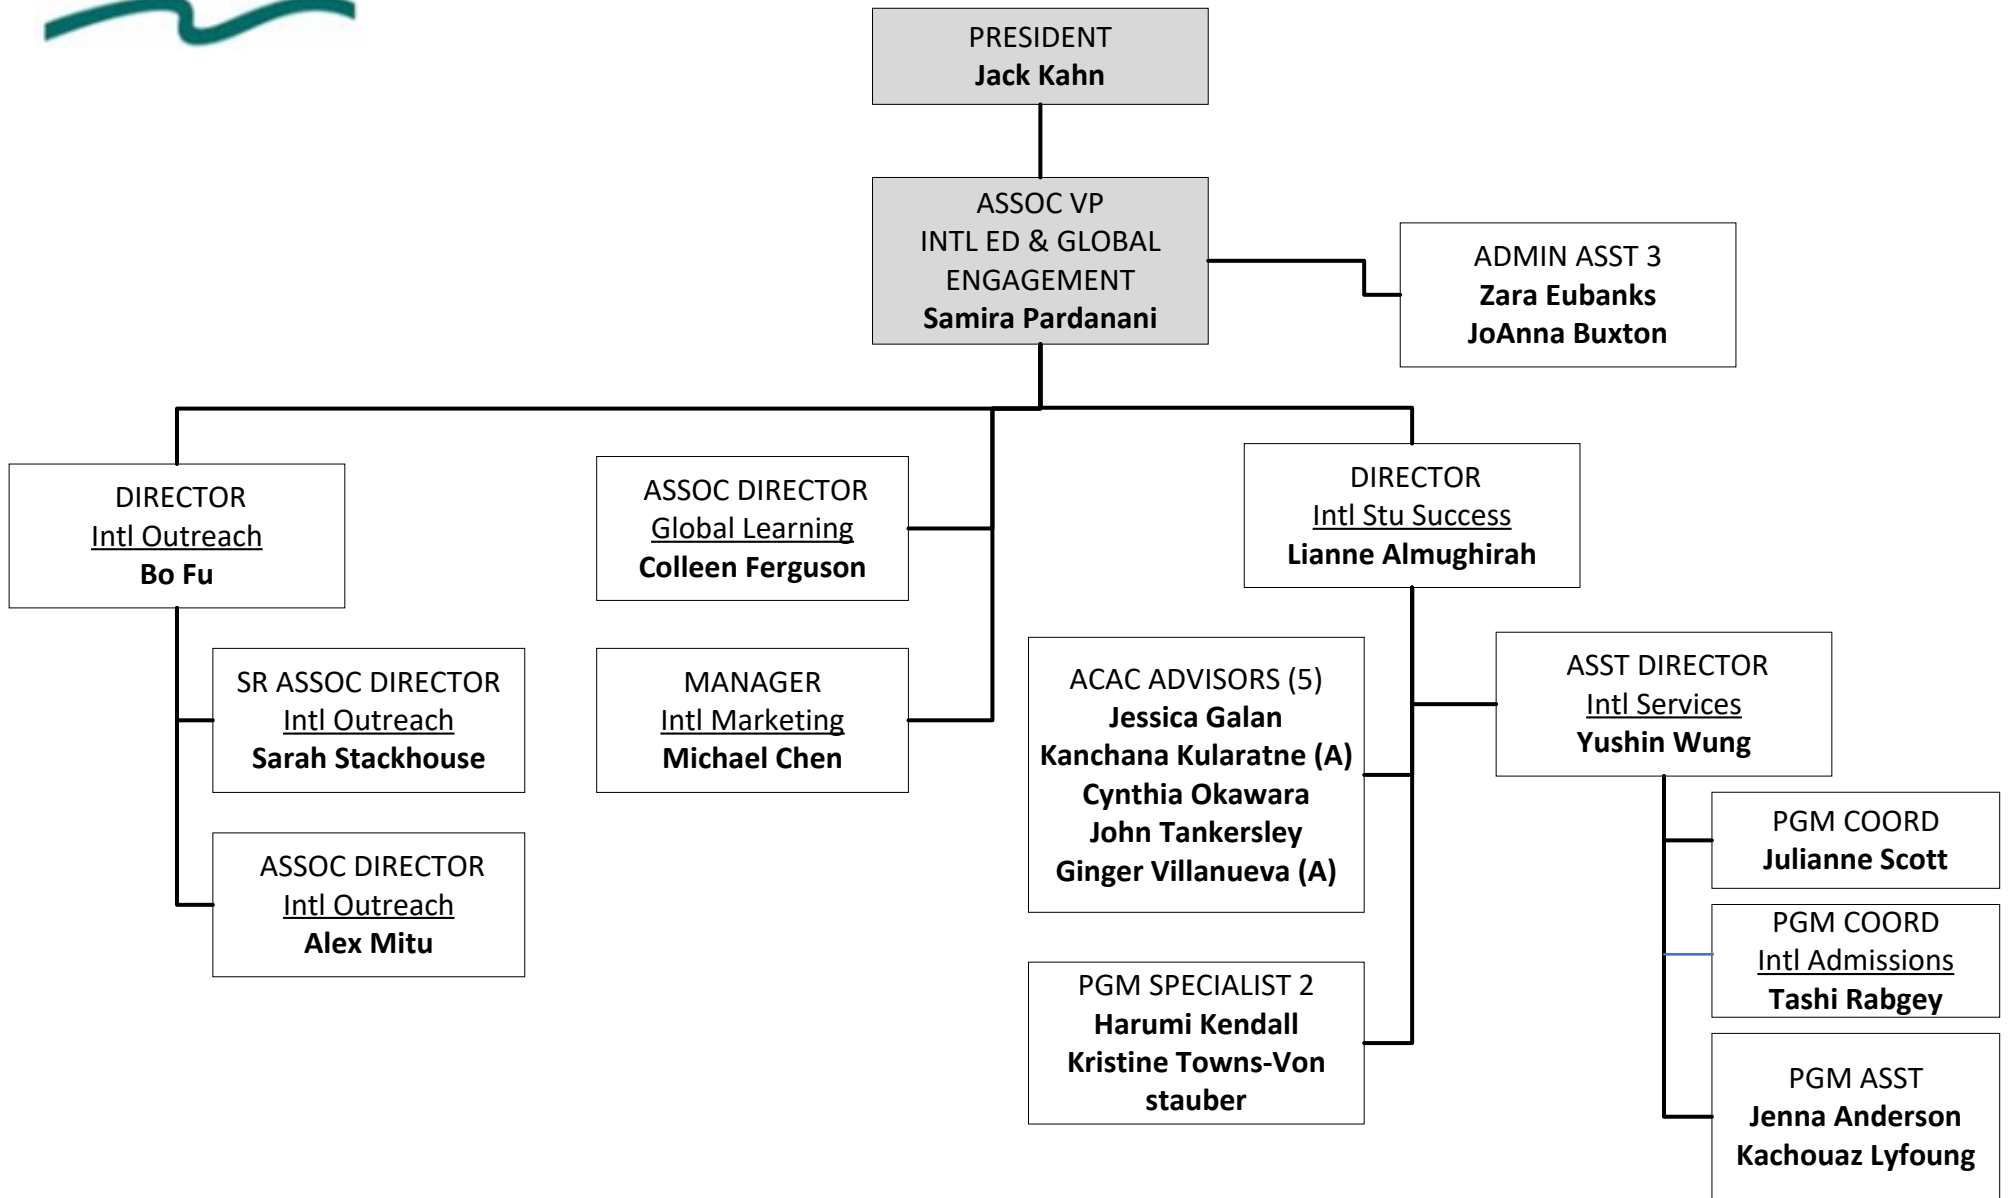 PRESIDENT
Jack Kahn
ASSOC VP
INTL ED & GLOBAL
ENGAGEMENT
Samira Pardanani
ADMIN ASST 3
Zara Eubanks
JoAnna Buxton
DIRECTOR
Intl Outreach
Bo Fu
SR ASSOC DIRECTOR
Intl Outreach
Sarah Stackhouse
ASSOC DIRECTOR
Intl Outreach
Alex Mitu
ASSOC DIRECTOR
Global Learning
Colleen Ferguson
MANAGER
Intl Marketing
Michael Chen
DIRECTOR
Intl Stu Success
Lianne Almughirah
ACAC ADVISORS (5)
Jessica Galan
Kanchana Kularatne (A)
Cynthia Okawara
John Tankersley
Ginger Villanueva (A)
PGM SPECIALIST 2
Harumi Kendall
Kristine Towns-Von
stauber
ASST DIRECTOR
Intl Services
Yushin Wung
PGM COORD
Julianne Scott
PGM COORD
Intl Admissions
Tashi Rabgey
PGM ASST
Jenna Anderson
Kachouaz Lyfoung